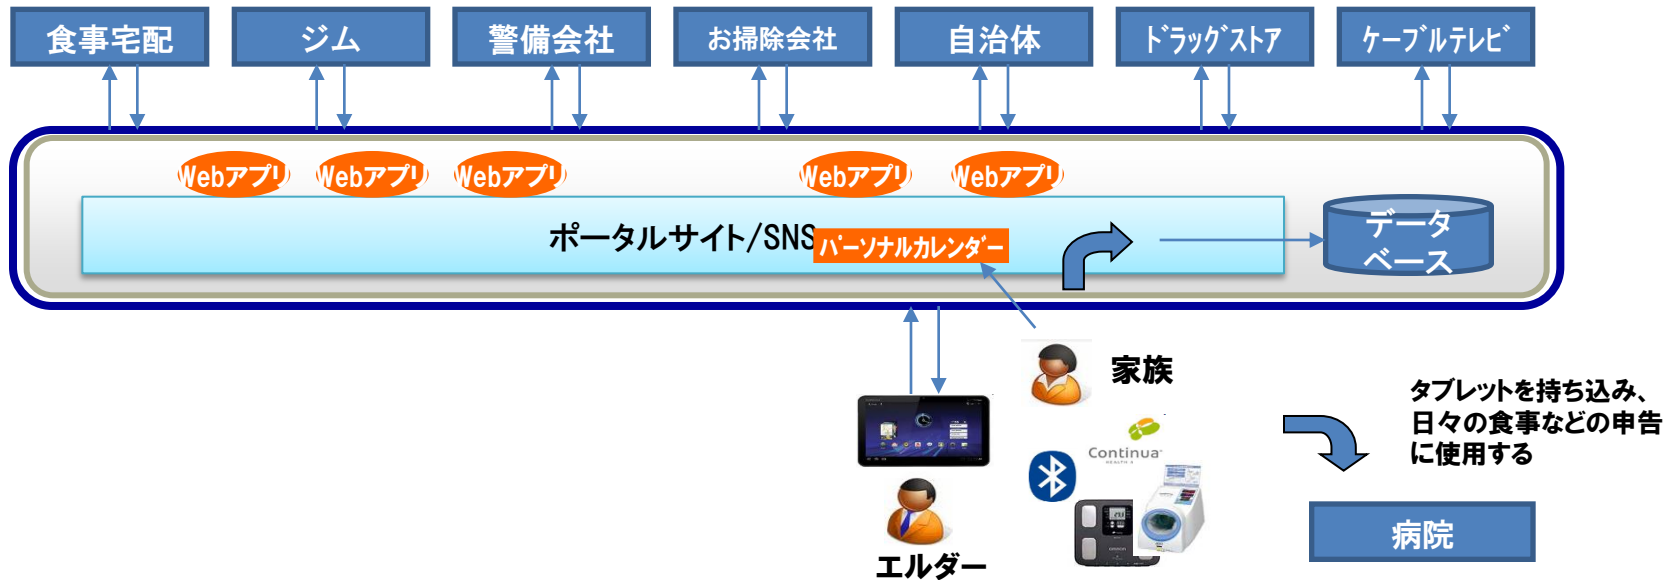 食事宅配
ジム
警備会社
お掃除会社
自治体
ﾄﾞﾗｯｸﾞｽﾄｱ
ｹｰﾌﾞﾙﾃﾚﾋﾞ
Webアプリ
Webアプリ
Webアプリ
Webアプリ
Webアプリ
ポータルサイト/SNS
ﾊﾟｰｿﾅﾙｶﾚﾝﾀﾞｰ
データ
ベース
家族
タブレットを持ち込み、
日々の食事などの申告
に使用する
Continua
HEALTH A
エルダー
病院